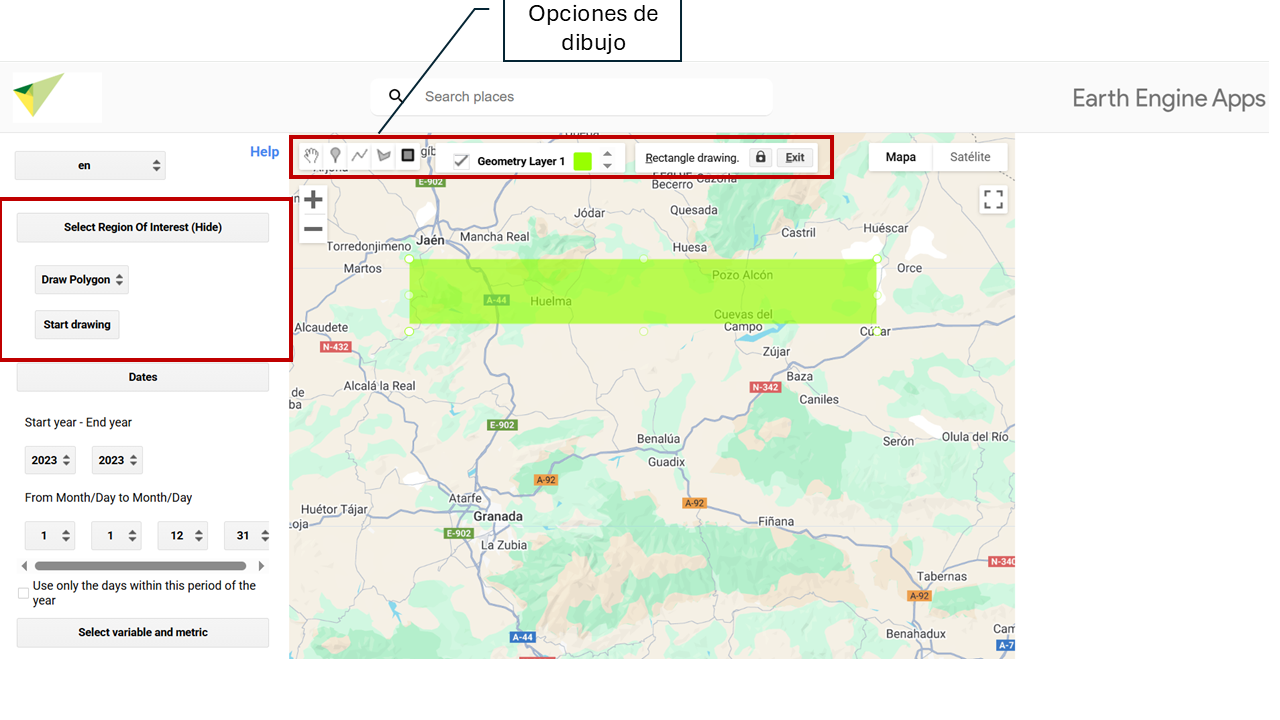 Opciones de
dibujo
Search places
Earth Engine Apps
en
Help
Select Region Of Interest (Hide)
Draw Polygon
Start drawing
Dates
Start year - End year
2023
2023
From Month/Day to Month/Day
1
1
12
31
Use only the days within this period of the
year
Select variable and metric
Geometry Layer 1
Rectangle drawing.
Exit
Mapa
Satélite
E-902
Becerro
Cazorla
Jódar
Quesada
Torredonjimeno
Jaén
Mancha Real
Huesa
Castril
Huéscar
Martos
Orce
Pozo Alcón
A-44
Huelma
Cuevas del
Campo
Alcaudete
Cúllar
N-432
Zújar
Baza
N-342
Alcalá la Real
de
ba
Caniles
E-902
Benalúa
Serón
Olula del Río
Guadix
A-92
Atarfe
Huétor Tájar
Granada
A-92
Loja
Fiñana
E-902
La Zubia
N-340
Tabernas
A-92
Benahadux
Cam
A-44
A-7